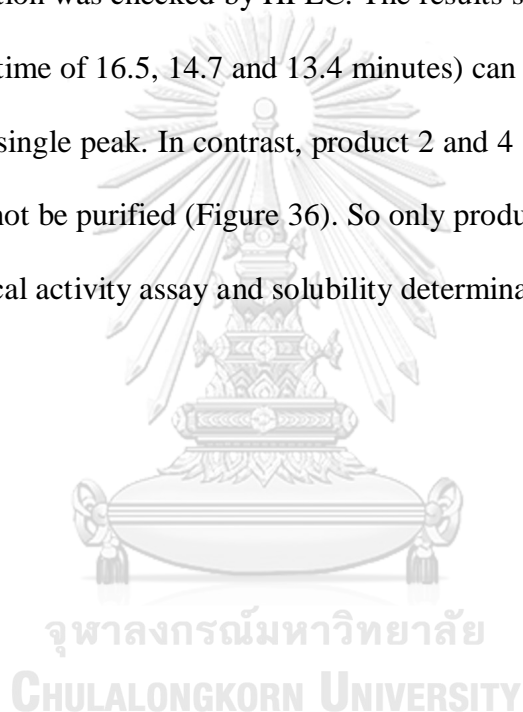 tion was checked by HPLC. The results s
time of 16.5, 14.7 and 13.4 minutes) can
single peak. In contrast, product 2 and 4
not be purified (Figure 36). So only produ
cal activity assay and solubility determina
จุฬาลงกรณ์มหาวิทยาลัย
CHULALONGKORN UNIVERSITY